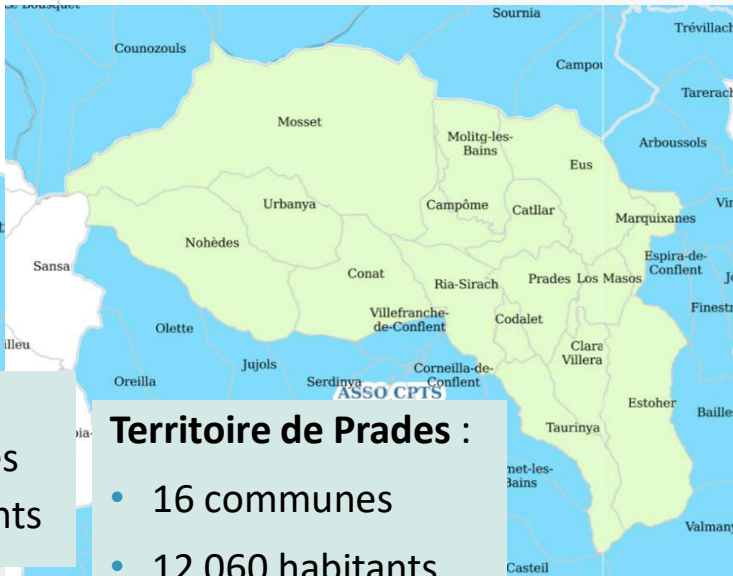 Sournia
Trévillach
Counozouls
Campou
Tarerach
Mosset
Molitg-les-
Bains
Arboussols
Eus
Urbanya
Campôme
Catllar
Marquixanes
Nohèdes
Espira-de-
Conflent
Sansa
Conat
Ria-Sirach
Prades
Los Masos
Villefranche-
de-Conflent
Codalet
Olette
Clara
Villera
Jujols
Corneilla-de-
Conflent
Oreilla
Serdinya
ASSO CPTS
Estoher
Taurinya
Territoire de Prades :
• 16 communes
• 12 060 habitants
Casteil